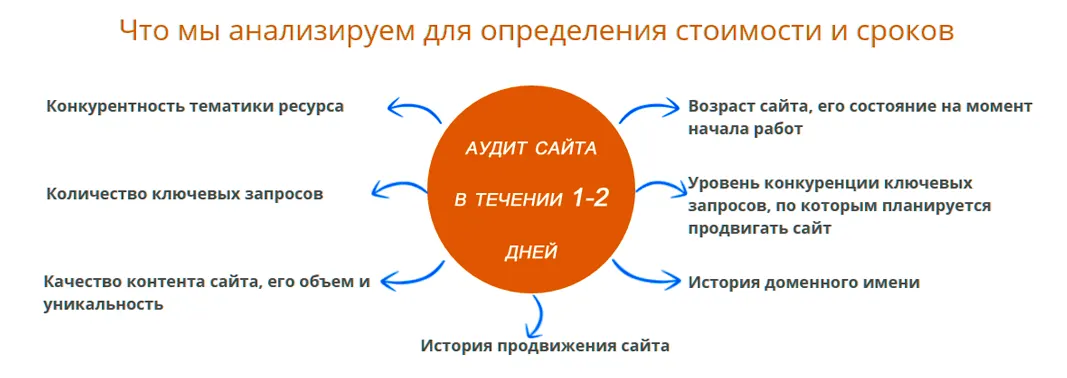 Что мы анализируем для определения стоимости и сроков
Конкурентность тематики ресурса
Количество ключевых запросов
Качество контента сайта, его объем и
уникальность
АУДИТ САЙТА
В ТЕЧЕНИИ 1-2
ДНЕЙ
Возраст сайта, его состояние на момент
начала работ
Уровень конкуренции ключевых
запросов, по которым планируется
продвигать сайт
История доменного имени
История продвижения сайта